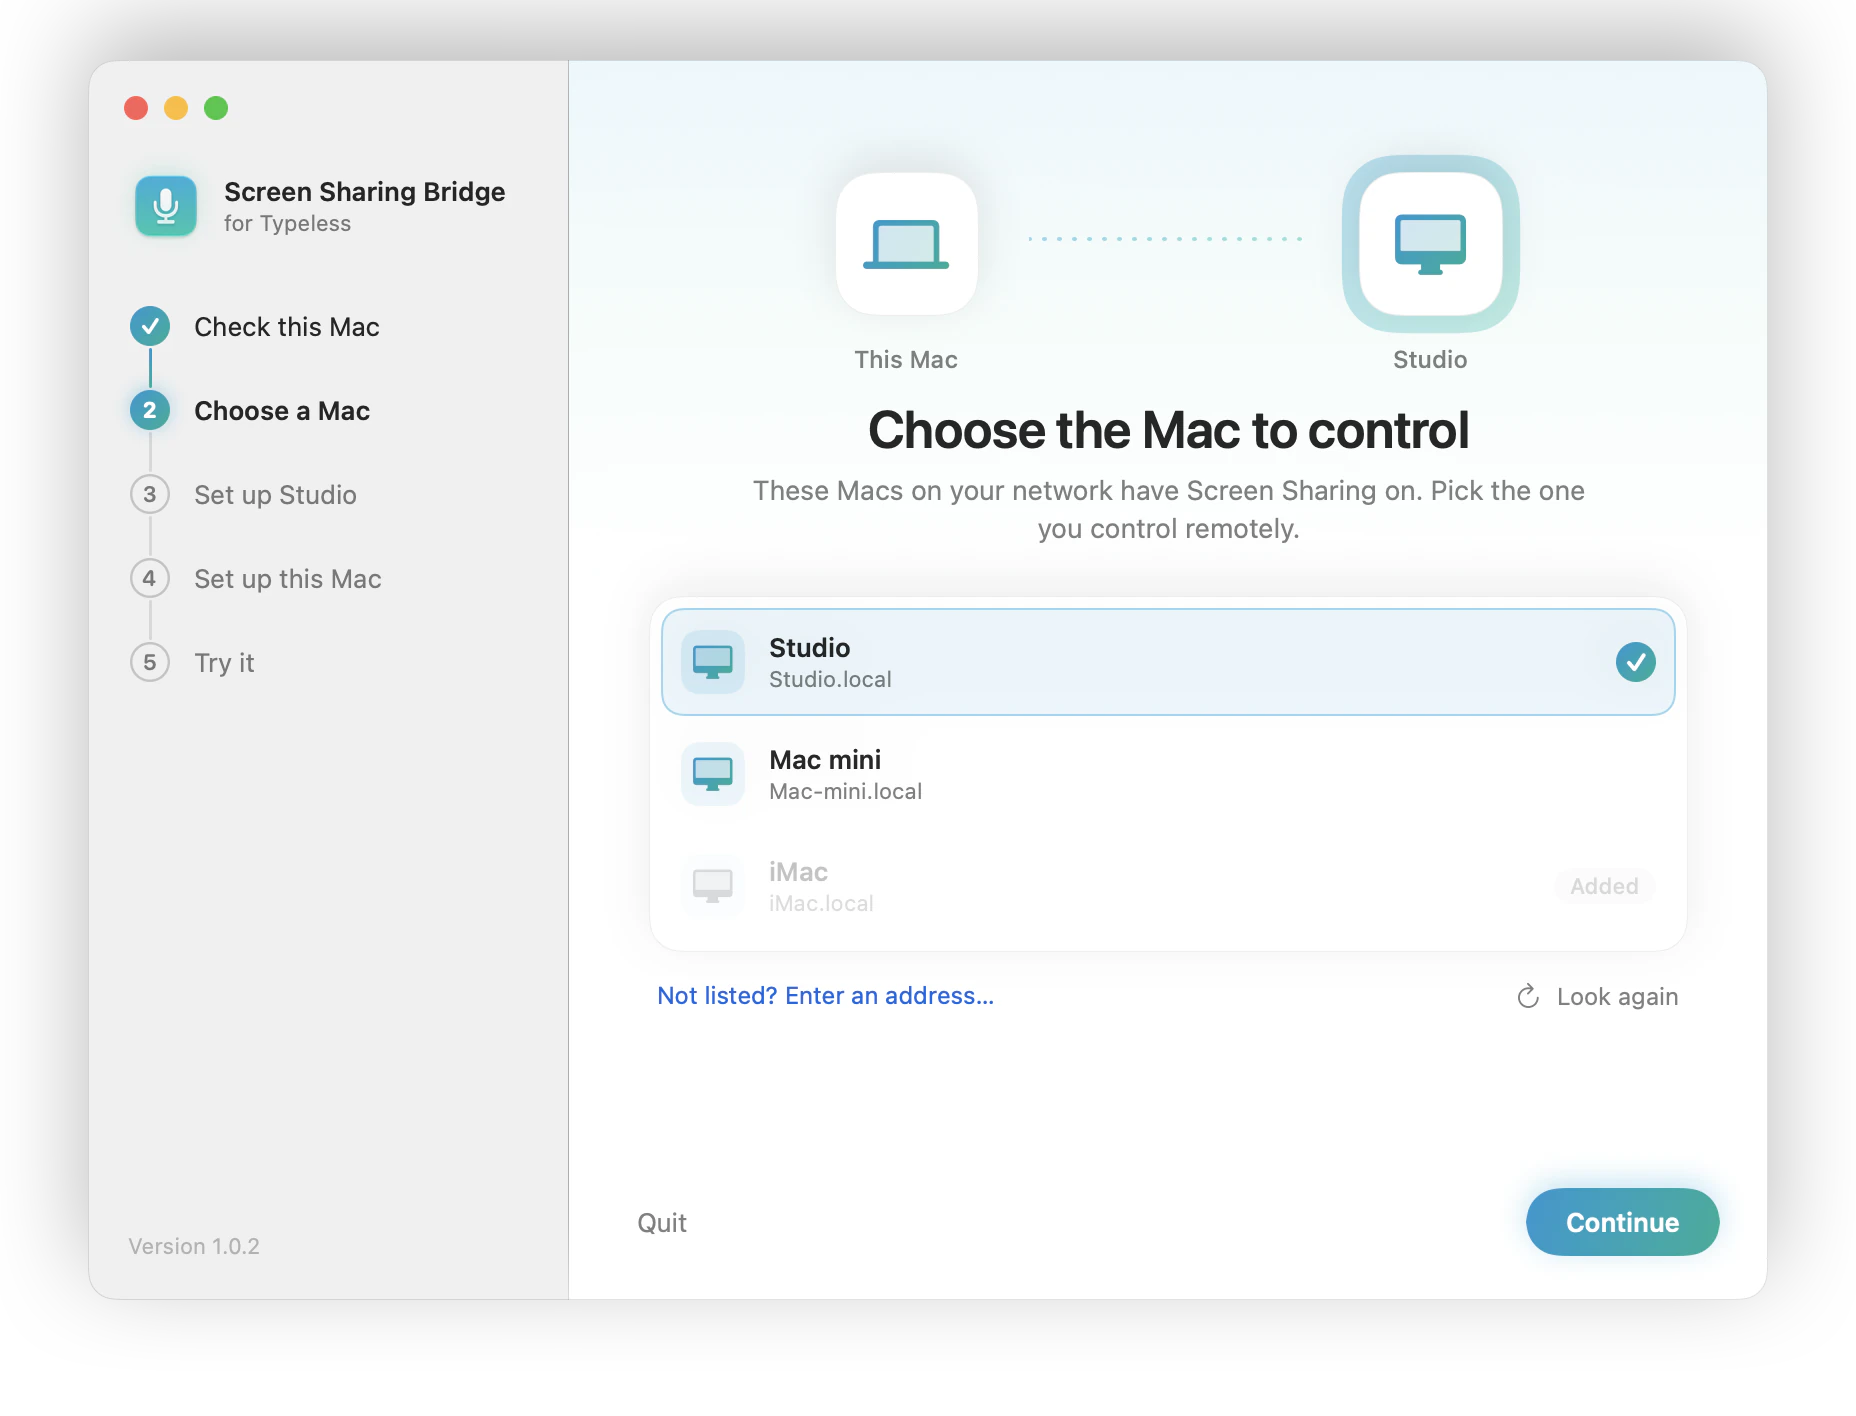 Screen Sharing Bridge
for Typeless
Check this Mac
2 Choose a Mac
3 Set up Studio
4 Set up this Mac
5 Try it
Version 1.0.2
This Mac
Studio
Choose the Mac to control
These Macs on your network have Screen Sharing on. Pick the one
you control remotely.
Studio
Studio.local
Mac mini
Mac-mini.local
iMac
iMac.local
Added
Not listed? Enter an address...
Look again
Quit
Continue